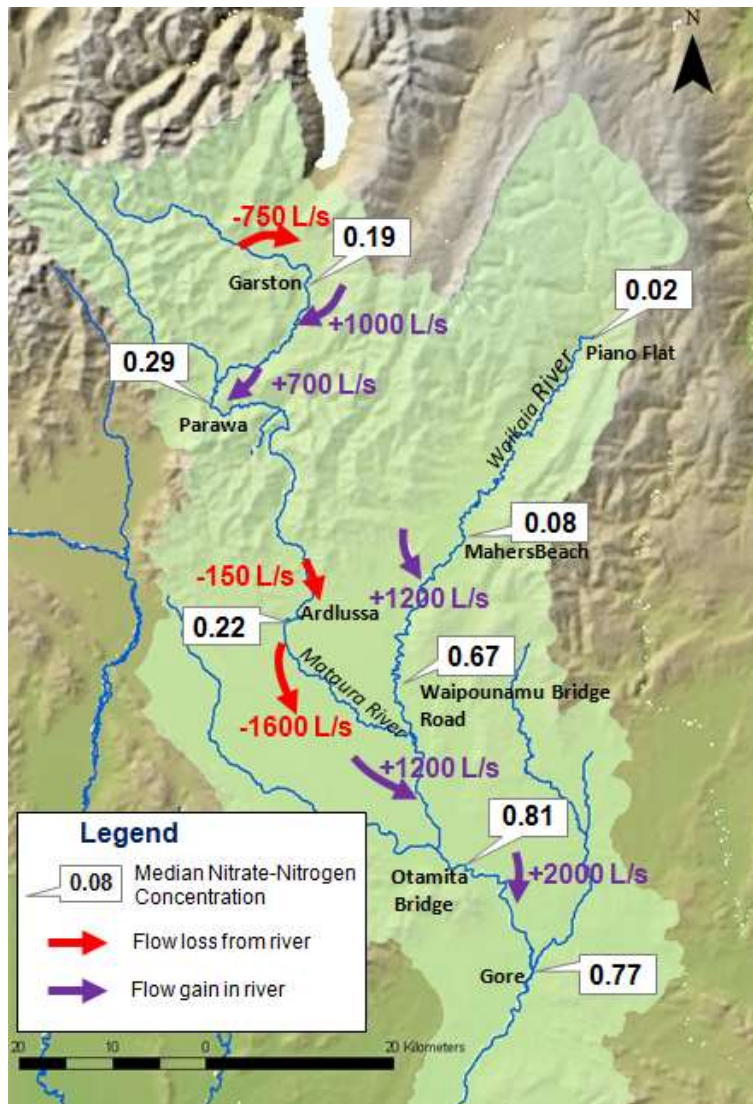 N
-750 L/s
0.19
Garston
0.02
+1000 L/s
Piano Flat
0.29
+700 L/s
Waikaia River
Parawa
0.08
MahersBeach
-150 L/s
+1200 L/s
Ardlussa
0.22
0.67
Mataura River
Waipounamu Bridge
Road
-1600 L/s
+1200 L/s
0.81
Otamita
Bridge
+2000 L/s
Gore
0.77
Legend
0.08
Median Nitrate-Nitrogen
Concentration
Flow loss from river
Flow gain in river
20 10 0 20 Kilometers